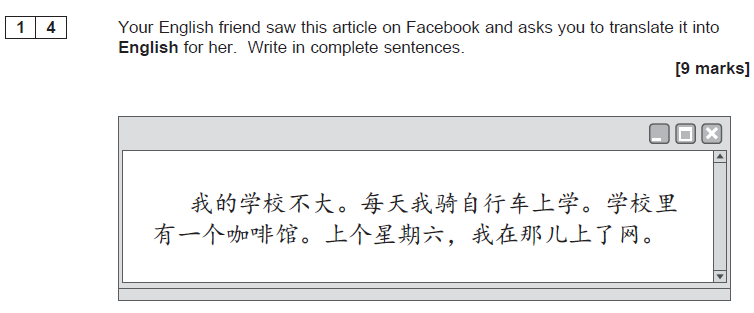 1 4
Your English friend saw this article on Facebook and asks you to translate it into
English for her. Write in complete sentences.
[9 marks]
我的学校不大。每天我骑自行车上学。学校里
有一个咖啡馆。上个星期六，我在那儿上了网。